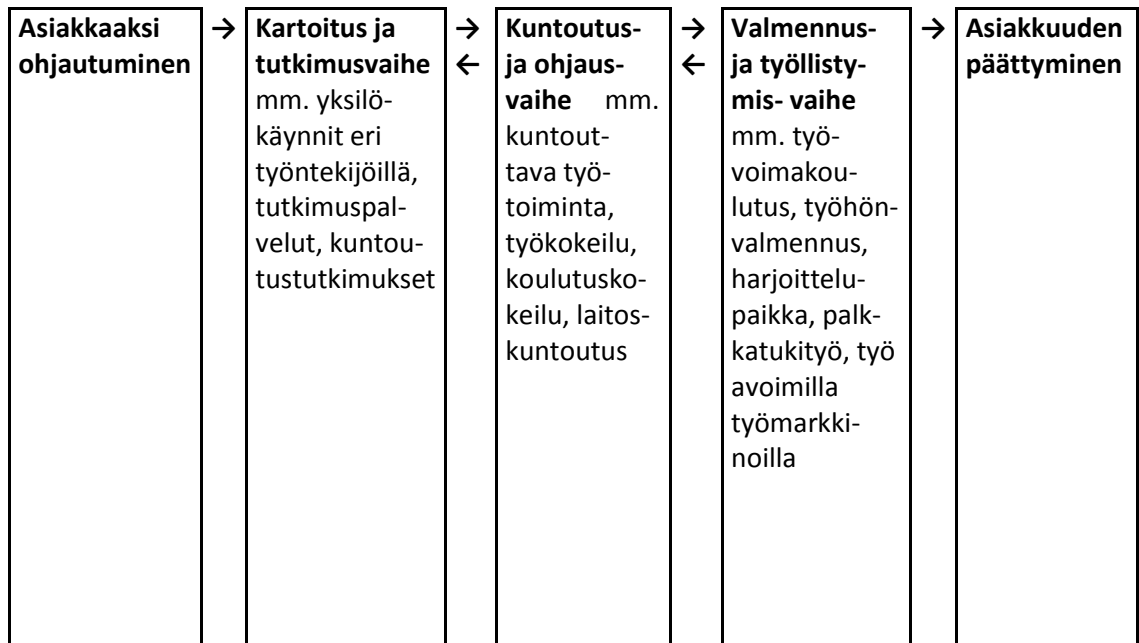 Asiakkaaksi
ohjautuminen
→
Kartoitus ja
tutkimusvaihe
mm. yksilö-
käynnit eri
työntekijöillä,
tutkimuspal-
velut, kuntou-
tustutkimukset
→
←
Kuntoutus-
ja ohjaus-
vaihe mm.
kuntout-
tava työ-
toiminta,
työkokeilu,
koulutusko-
keilu, laitos-
kuntoutus
→
←
Valmennus-
ja työllisty-
mis- vaihe
mm. työ-
voimakou-
lutus, työhön-
valmennus,
harjoittelu-
paikka, palk-
katukityö, työ
avoimilla
työmarkki-
noilla
→
Asiakkuuden
päättyminen